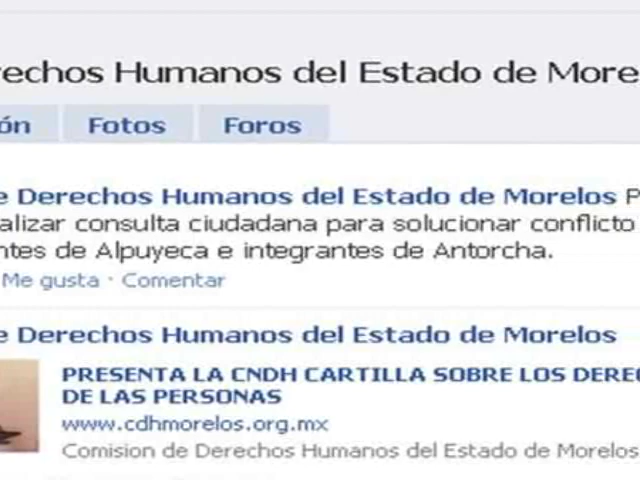 rechos Humanos del Estado de More
ón Fotos Foros
e Derechos Humanos del Estado de Morelos P
alizar consulta ciudadana para solucionar conflicto
ntes de Alpuyeca e integrantes de Antorcha.
Me gusta · Comentar
e Derechos Humanos del Estado de Morelos
PRESENTA LA CNDH CARTILLA SOBRE LOS DEREC
DE LAS PERSONAS
www.cdhmorelos.org.mx
Comision de Derechos Humanos del Estado de Morelos